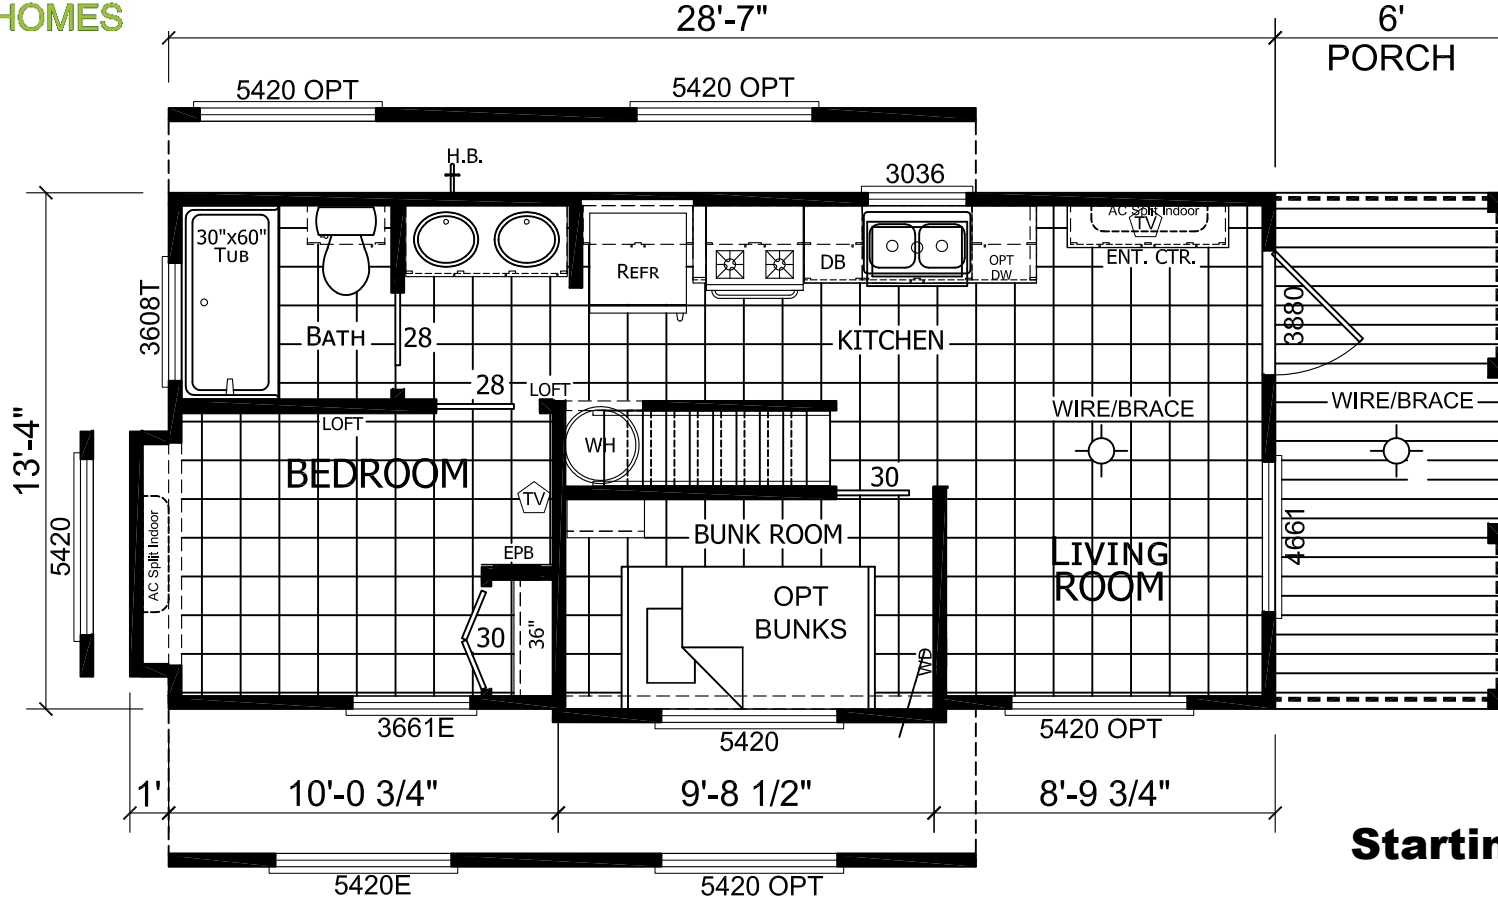 HOMES
28'-7"
6'
PORCH
5420 OPT
5420 OPT
H.B.
3036
AC Split Indoor
TV
ENT. CTR.
30"x60"
TUB
REFR
DB
OPT
DW
3608T
BATH
28
KITCHEN
3880
28
LOFT
LOFT
WIRE/BRACE
WIRE/BRACE
13'-4"
WH
BEDROOM
30
TV
5420
AC Split Indoor
BUNK ROOM
EPB
4661
LIVING
ROOM
OPT
BUNKS
30
36"
WD
3661E
5420
5420 OPT
1'
10'-0 3/4"
9'-8 1/2"
8'-9 3/4"
Startin
5420E
5420 OPT